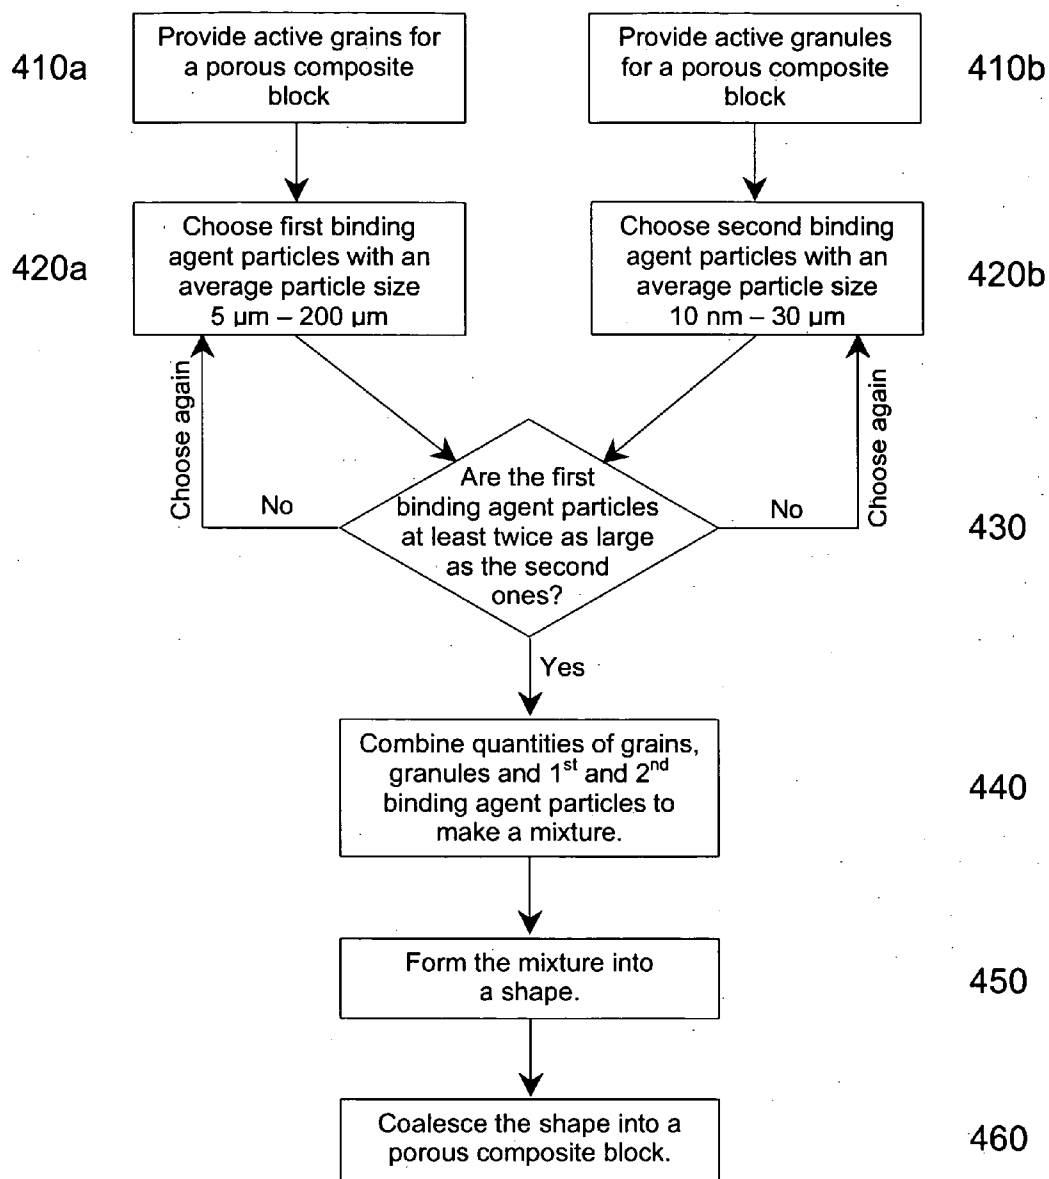 410a
Provide active grains for
a porous composite
block
Provide active granules
for a porous composite
block
410b
420a
Choose first binding
agent particles with an
average particle size
5 µm – 200 µm
Choose second binding
agent particles with an
average particle size
10 nm – 30 µm
420b
Choose again
No
Are the first
binding agent particles
at least twice as large
as the second
ones?
No
Choose again
430
Yes
Combine quantities of grains,
granules and 1st and 2nd
binding agent particles to
make a mixture.
440
Form the mixture into
a shape.
450
Coalesce the shape into a
porous composite block.
460